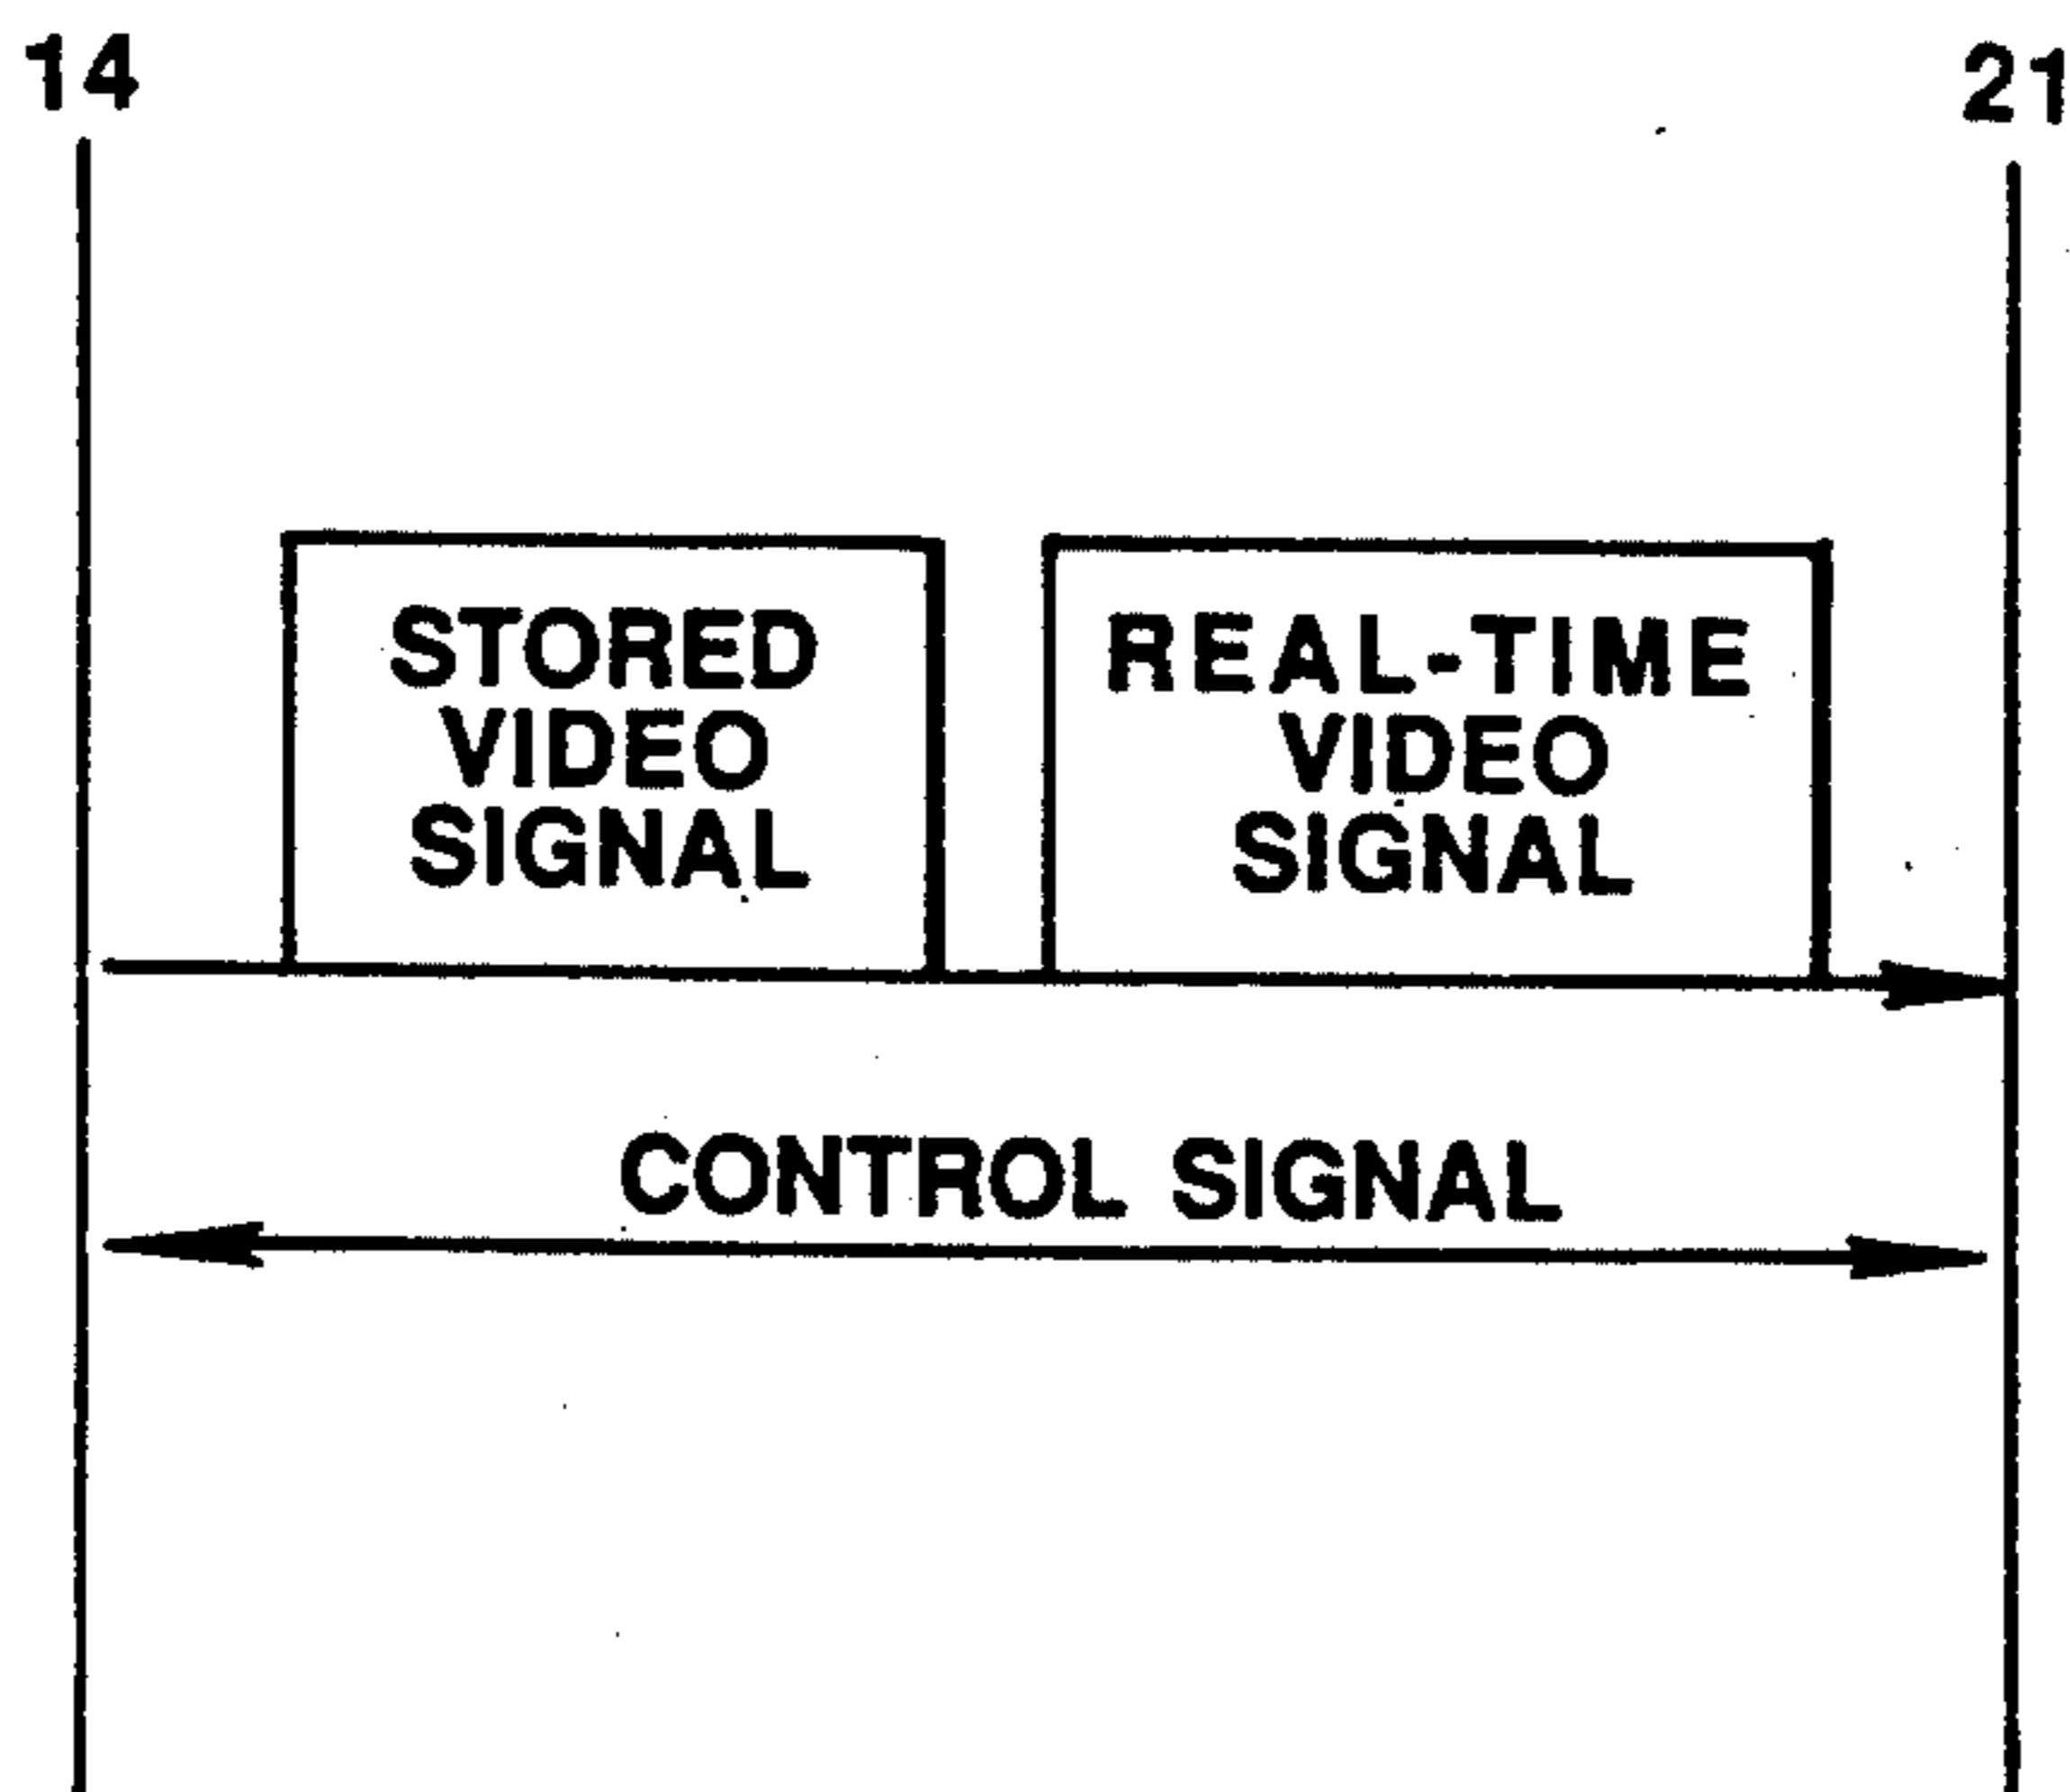 14
21
STORED
VIDEO
SIGNAL
REAL-TIME
VIDEO
SIGNAL
CONTROL SIGNAL